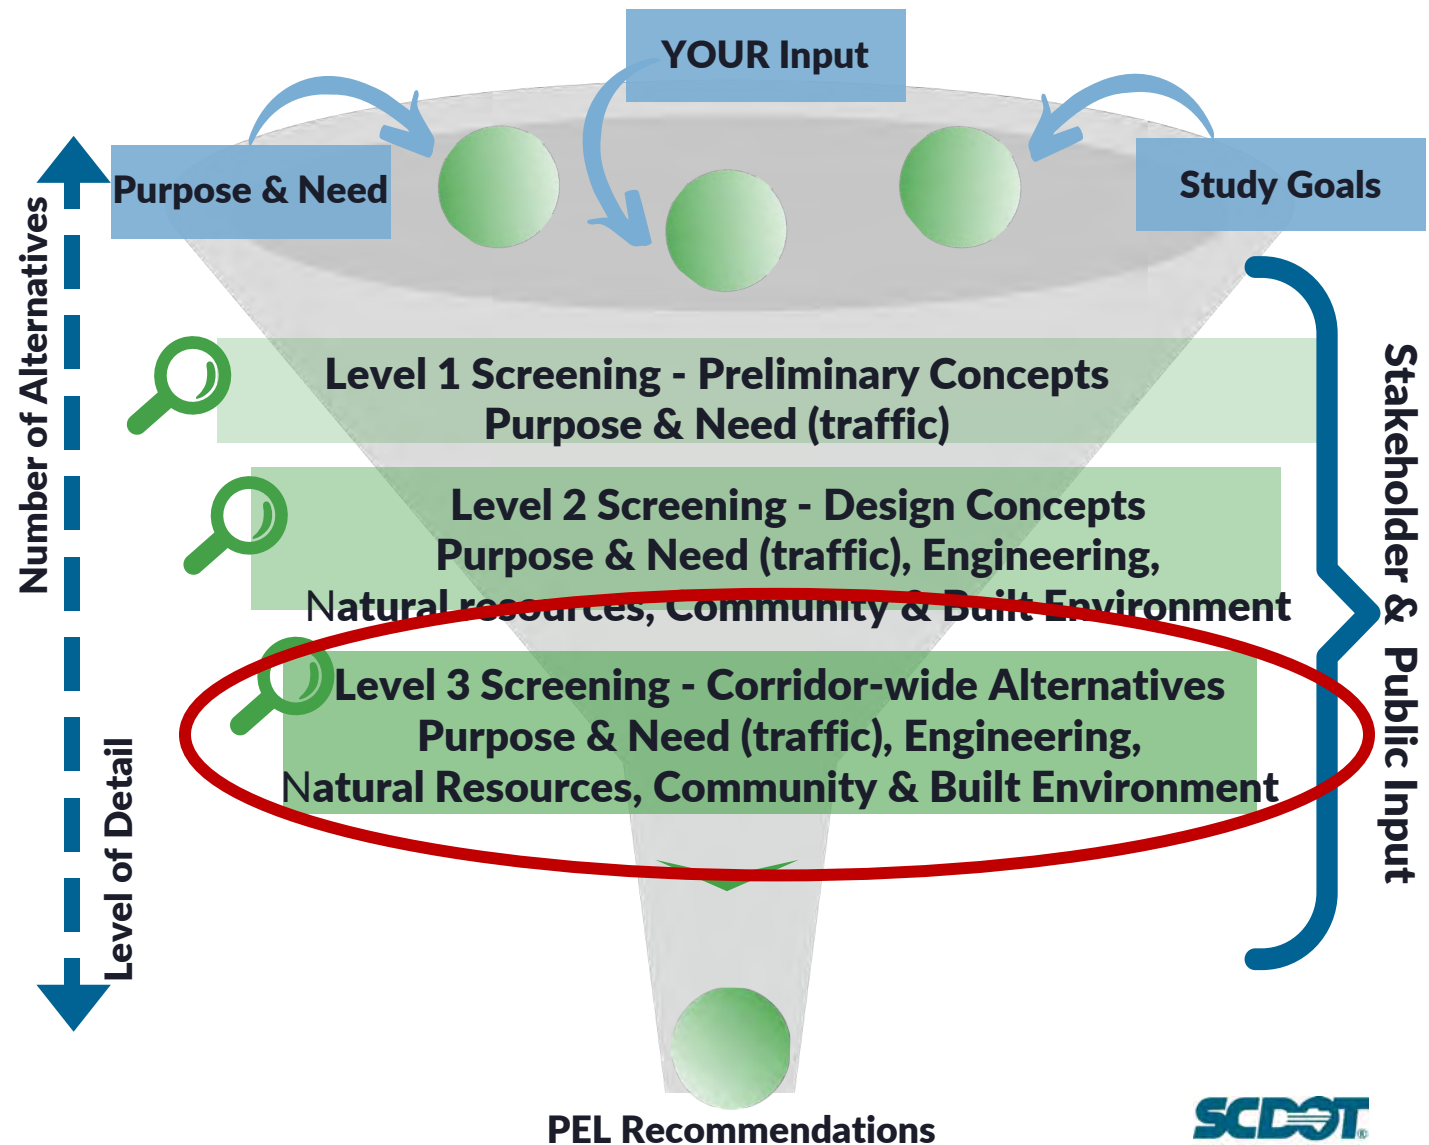 YOUR Input
Purpose & Need
Study Goals
Number of Alternatives
Level of Detail
Level 1 Screening - Preliminary Concepts
Purpose & Need (traffic)
Level 2 Screening - Design Concepts
Purpose & Need (traffic), Engineering,
Natural resources, Community & Built Environment
Level 3 Screening - Corridor-wide Alternatives
Purpose & Need (traffic), Engineering,
Natural Resources, Community & Built Environment
Stakeholder & Public Input
PEL Recommendations
SCDOT®